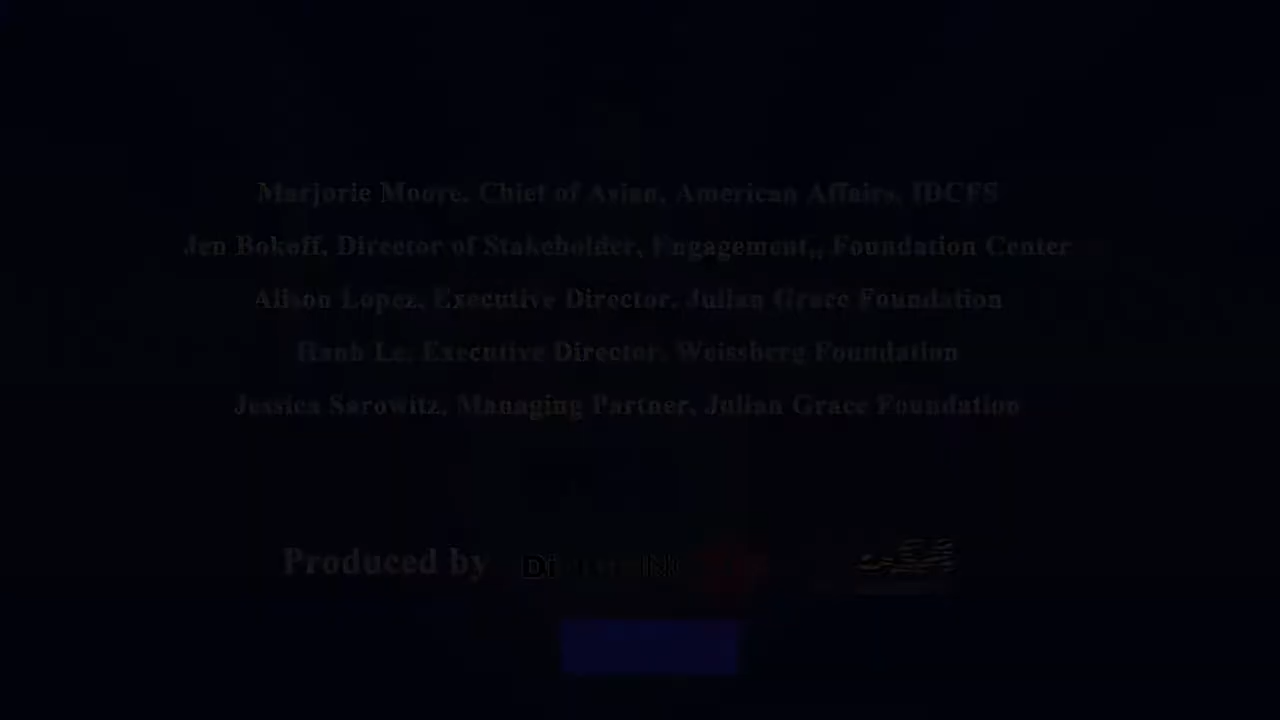 Marjorie Moore, Chief of Asian, American Affairs, IDCFS
Jen Bokoff, Director of Stakeholder, Engagement,, Foundation Center
Alison Lopez, Executive Director, Julian Grace Foundation
Hanh Le, Executive Director, Weissberg Foundation
Jessica Sarowitz, Managing Partner, Julian Grace Foundation
Produced by